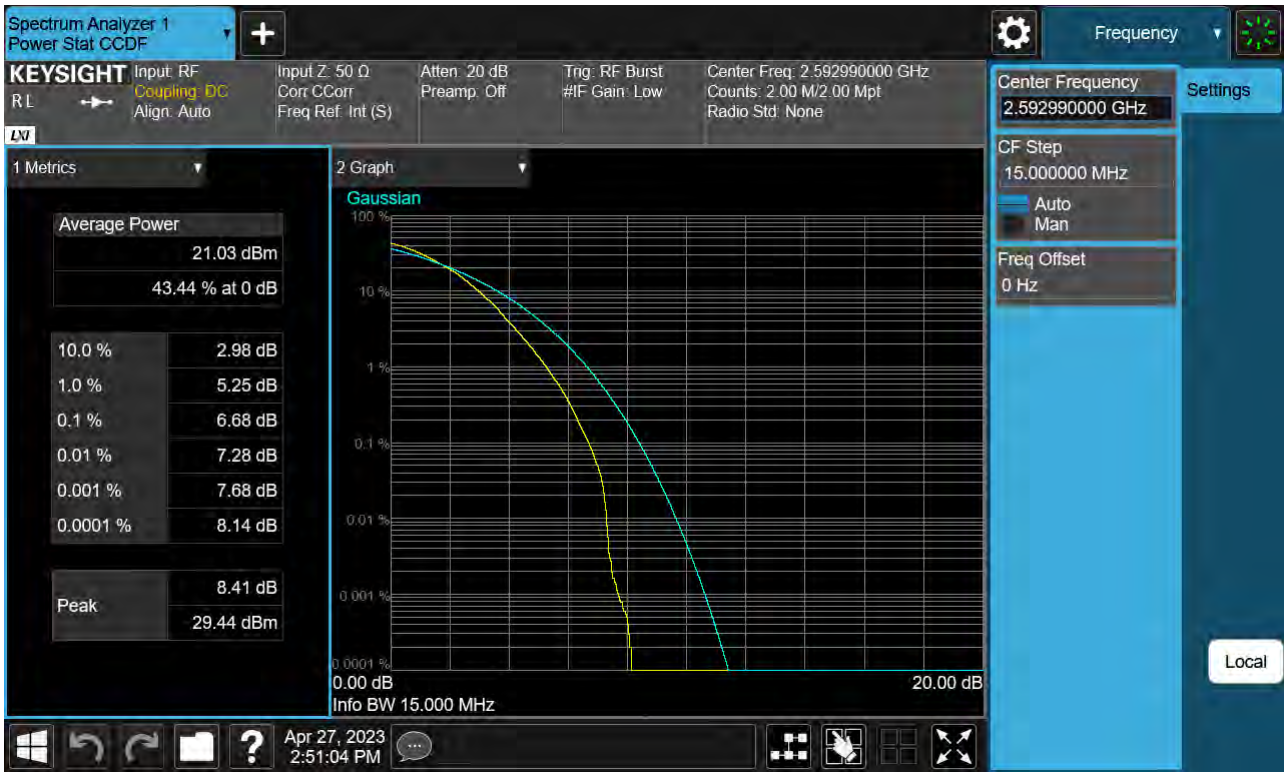 Spectrum Analyzer 1
Power Stat CCDF
+
Frequency
KEYSIGHT
R L
LXI
Input: RF
Coupling: DC
Align: Auto
Input Z: 50 Ω
Corr CCorr
Freq Ref: Int (S)
Atten: 20 dB
Preamp: Off
Trig: RF Burst
#IF Gain: Low
Center Freq: 2.592990000 GHz
Counts: 2.00 M/2.00 Mpt
Radio Std: None
Center Frequency
2.592990000 GHz
Settings
CF Step
15.000000 MHz
Auto
Man
Freq Offset
0 Hz
1 Metrics
Average Power
21.03 dBm
43.44 % at 0 dB
10.0 % 2.98 dB
1.0 % 5.25 dB
0.1 % 6.68 dB
0.01 % 7.28 dB
0.001 % 7.68 dB
0.0001 % 8.14 dB
Peak
8.41 dB
29.44 dBm
2 Graph
Gaussian
100 %
10 %
1 %
0.1 %
0.01 %
0.001 %
0.0001 %
0.00 dB
20.00 dB
Info BW 15.000 MHz
Local
?
Apr 27, 2023
2:51:04 PM